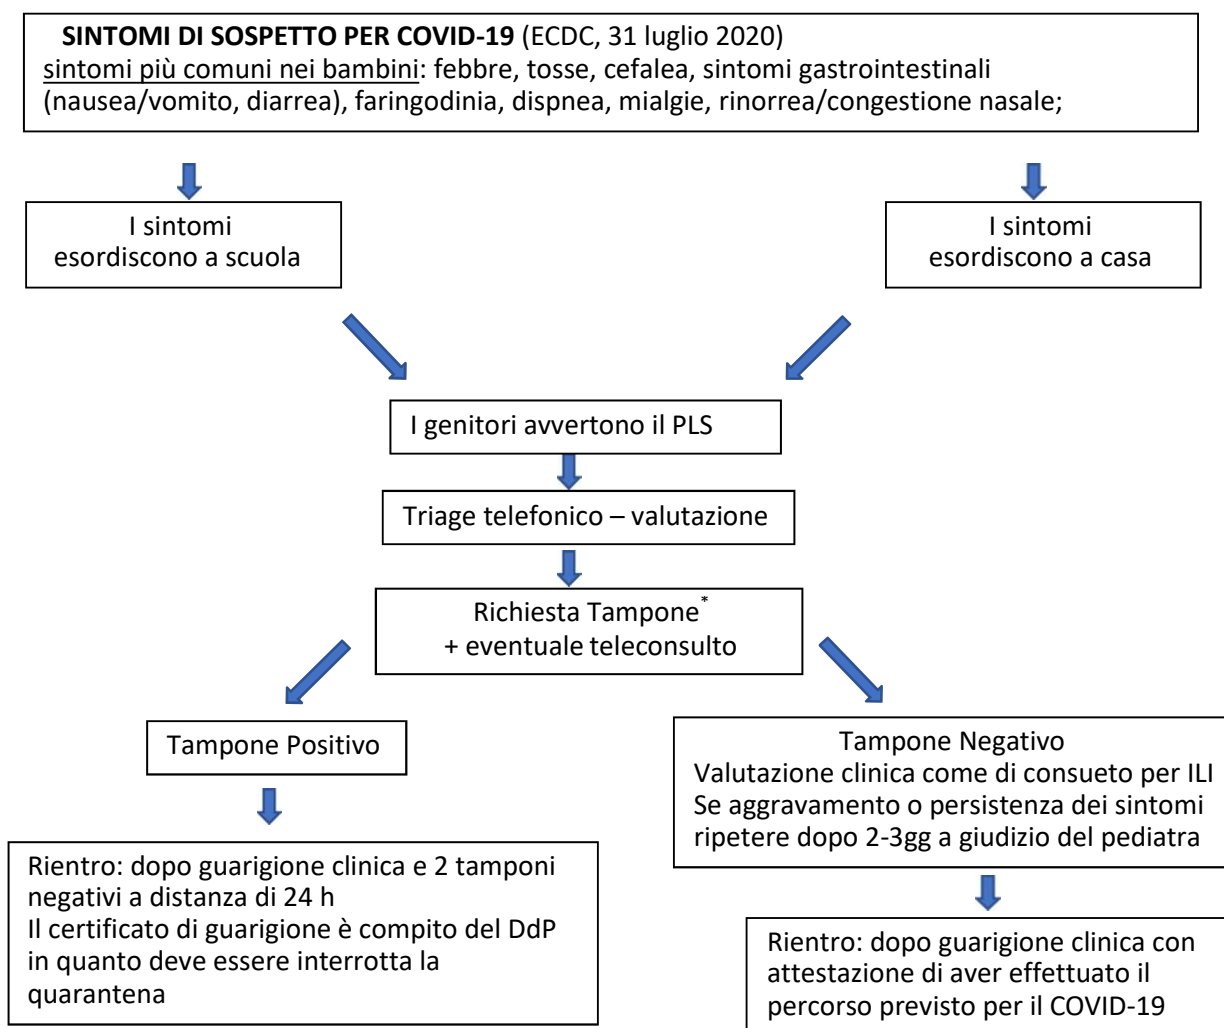 SINTOMI DI SOSPETTO PER COVID-19 (ECDC, 31 luglio 2020)
sintomi più comuni nei bambini: febbre, tosse, cefalea, sintomi gastrointestinali
(nausea/vomito, diarrea), faringodinia, dispnea, mialgie, rinorrea/congestione nasale;
I sintomi
esordiscono a scuola
I sintomi
esordiscono a casa
I genitori avvertono il PLS
Triage telefonico – valutazione
Richiesta Tampone*
+ eventuale teleconsulto
Tampone Positivo
Tampone Negativo
Valutazione clinica come di consueto per ILI
Se aggravamento o persistenza dei sintomi
ripetere dopo 2-3gg a giudizio del pediatra
Rientro: dopo guarigione clinica e 2 tamponi
negativi a distanza di 24 h
Il certificato di guarigione è compito del DdP
in quanto deve essere interrotta la
quarantena
Rientro: dopo guarigione clinica con
attestazione di aver effettuato il
percorso previsto per il COVID-19